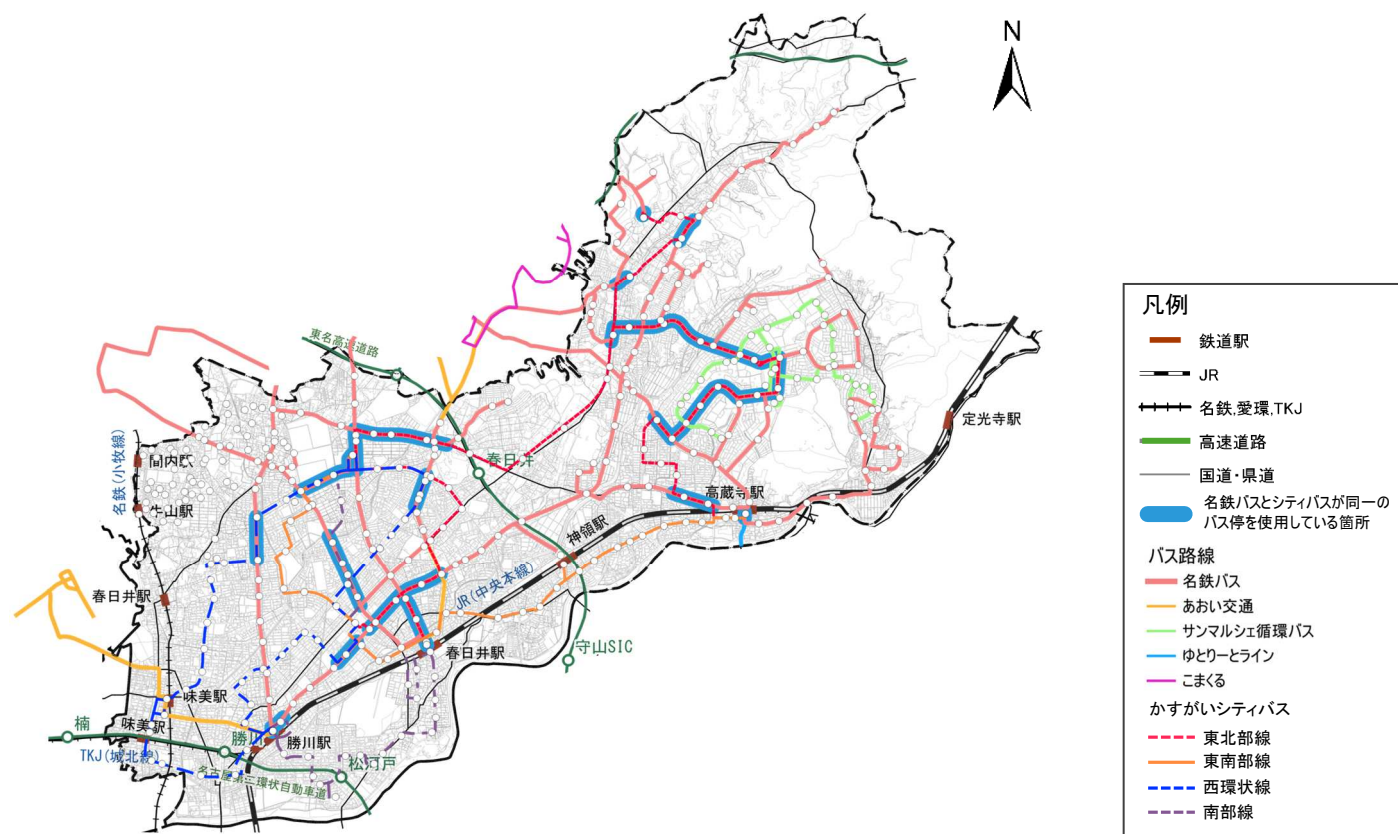 N
東名高速道路
春日井
間内駅
名鉄(小牧線)
牛山駅
春日井駅
味美駅
味美駅
楠
勝川
勝川駅
TKJ(城北線)
名古屋第二環状自動車道
松河戸
春日井駅
JR(中央本線)
神領駅
守山SIC
高蔵寺駅
定光寺駅
凡例
鉄道駅
JR
名鉄,愛環,TKJ
高速道路
国道・県道
名鉄バスとシティバスが同一の
バス停を使用している箇所
バス路線
名鉄バス
あおい交通
サンマルシェ循環バス
ゆとりーとライン
こまくる
かすがいシティバス
東北部線
東南部線
西環状線
南部線